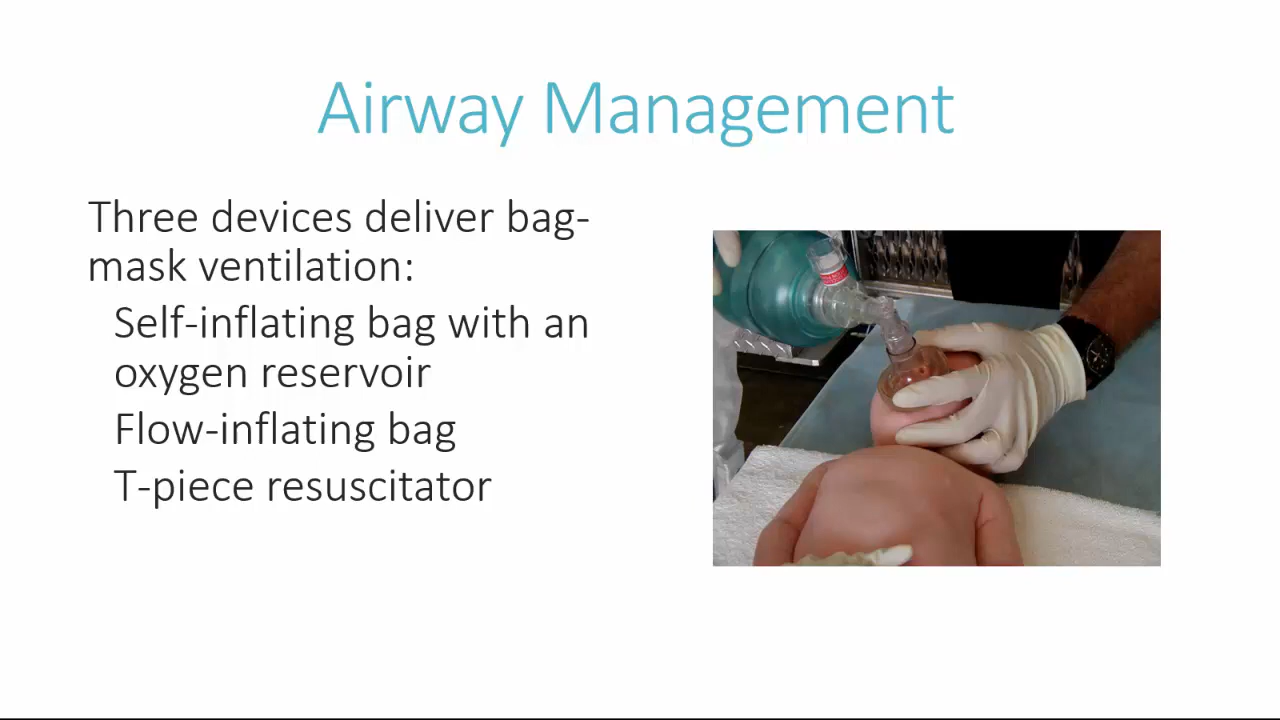 Airway Management
Three devices deliver bag-
mask ventilation:
Self-inflating bag with an
oxygen reservoir
Flow-inflating bag
T-piece resuscitator